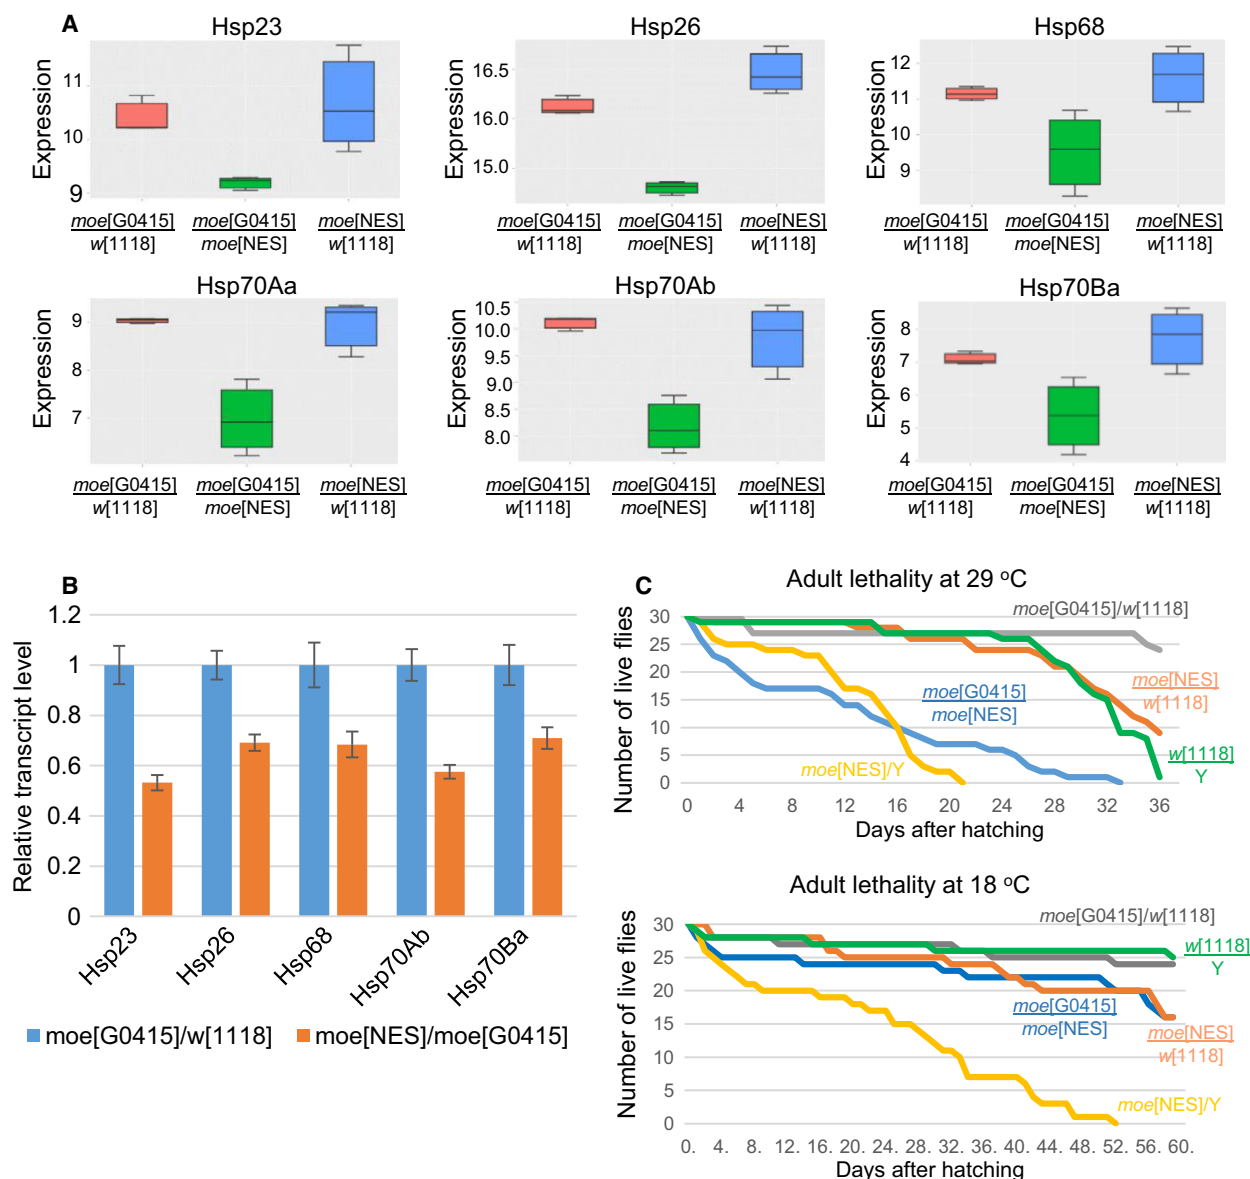 A
Hsp23
Expression
11
10
9
moe[G0415]
w[1118]
moe[G0415]
moe[NES]
moe[NES]
w[1118]
Hsp26
Expression
16.5
16.0
15.0
moe[G0415]
w[1118]
moe[G0415]
moe[NES]
moe[NES]
w[1118]
Hsp68
Expression
12
11
10
9
moe[G0415]
w[1118]
moe[G0415]
moe[NES]
moe[NES]
w[1118]
Hsp70Aa
Expression
9
8
7
moe[G0415]
w[1118]
moe[G0415]
moe[NES]
moe[NES]
w[1118]
Hsp70Ab
Expression
10.5
10.0
9.5
9.0
8.5
8.0
moe[G0415]
w[1118]
moe[G0415]
moe[NES]
moe[NES]
w[1118]
Hsp70Ba
Expression
8
7
6
5
4
moe[G0415]
w[1118]
moe[G0415]
moe[NES]
moe[NES]
w[1118]
B
Relative transcript level
1.2
1
0.8
0.6
0.4
0.2
0
Hsp23
Hsp26
Hsp68
Hsp70Ab
Hsp70Ba
moe[G0415]/w[1118]
moe[NES]/moe[G0415]
C
Adult lethality at 29 °C
Number of live flies
30
25
20
15
10
5
0
moe[G0415]/w[1118]
moe[NES]
w[1118]
moe[G0415]
moe[NES]
moe[NES]/Y
w[1118]
Y
0 4 8 12 16 20 24 28 32 36
Days after hatching
Adult lethality at 18 °C
Number of live flies
30
25
20
15
10
5
0
moe[G0415]/w[1118]
w[1118]
Y
moe[G0415]
moe[NES]
moe[NES]
w[1118]
moe[NES]/Y
0. 4. 8. 12. 16. 20. 24. 28. 32. 36. 40. 44. 48. 52. 56. 60.
Days after hatching